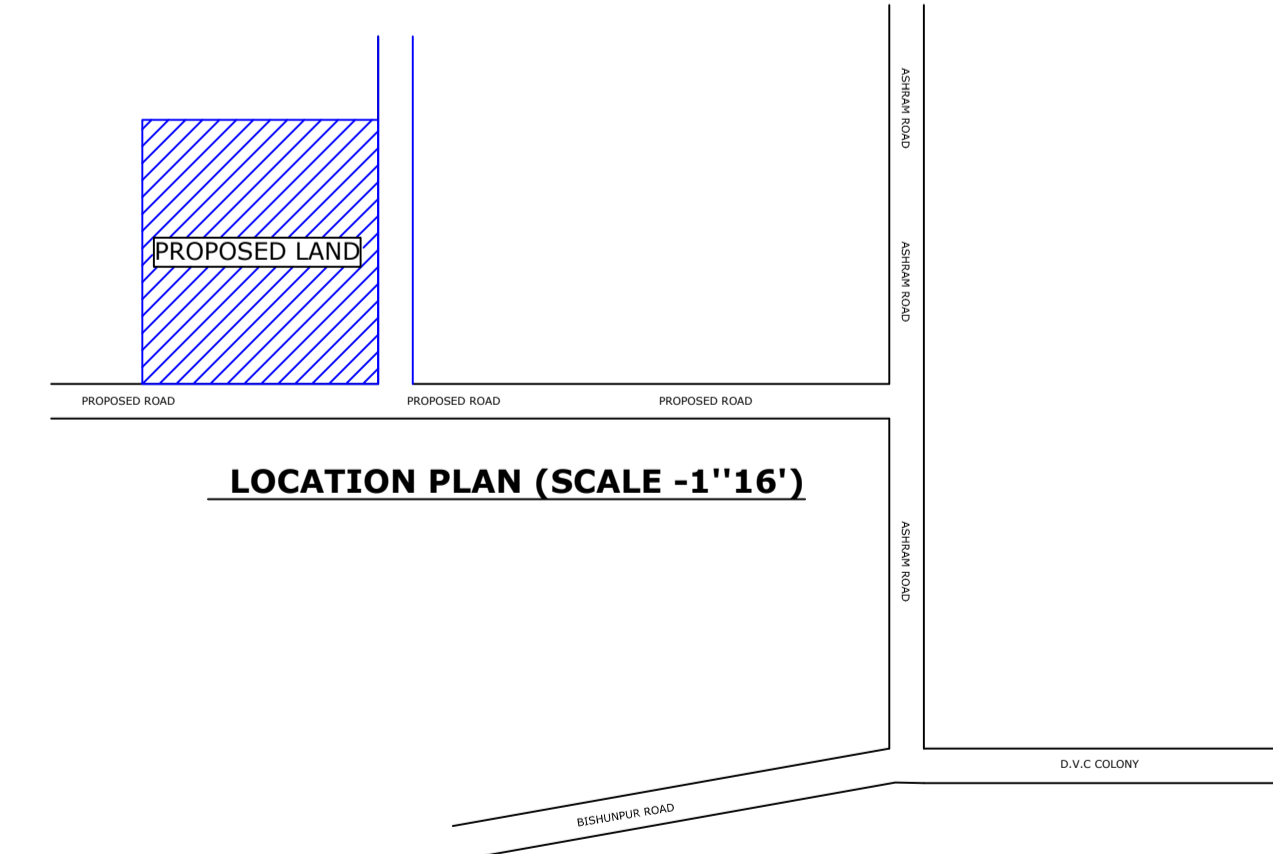 ASHRAM ROAD
PROPOSED LAND
ASHRAM ROAD
PROPOSED ROAD
PROPOSED ROAD
PROPOSED ROAD
LOCATION PLAN (SCALE -1''16')
ASHRAM ROAD
D.V.C COLONY
BISHUNPUR ROAD